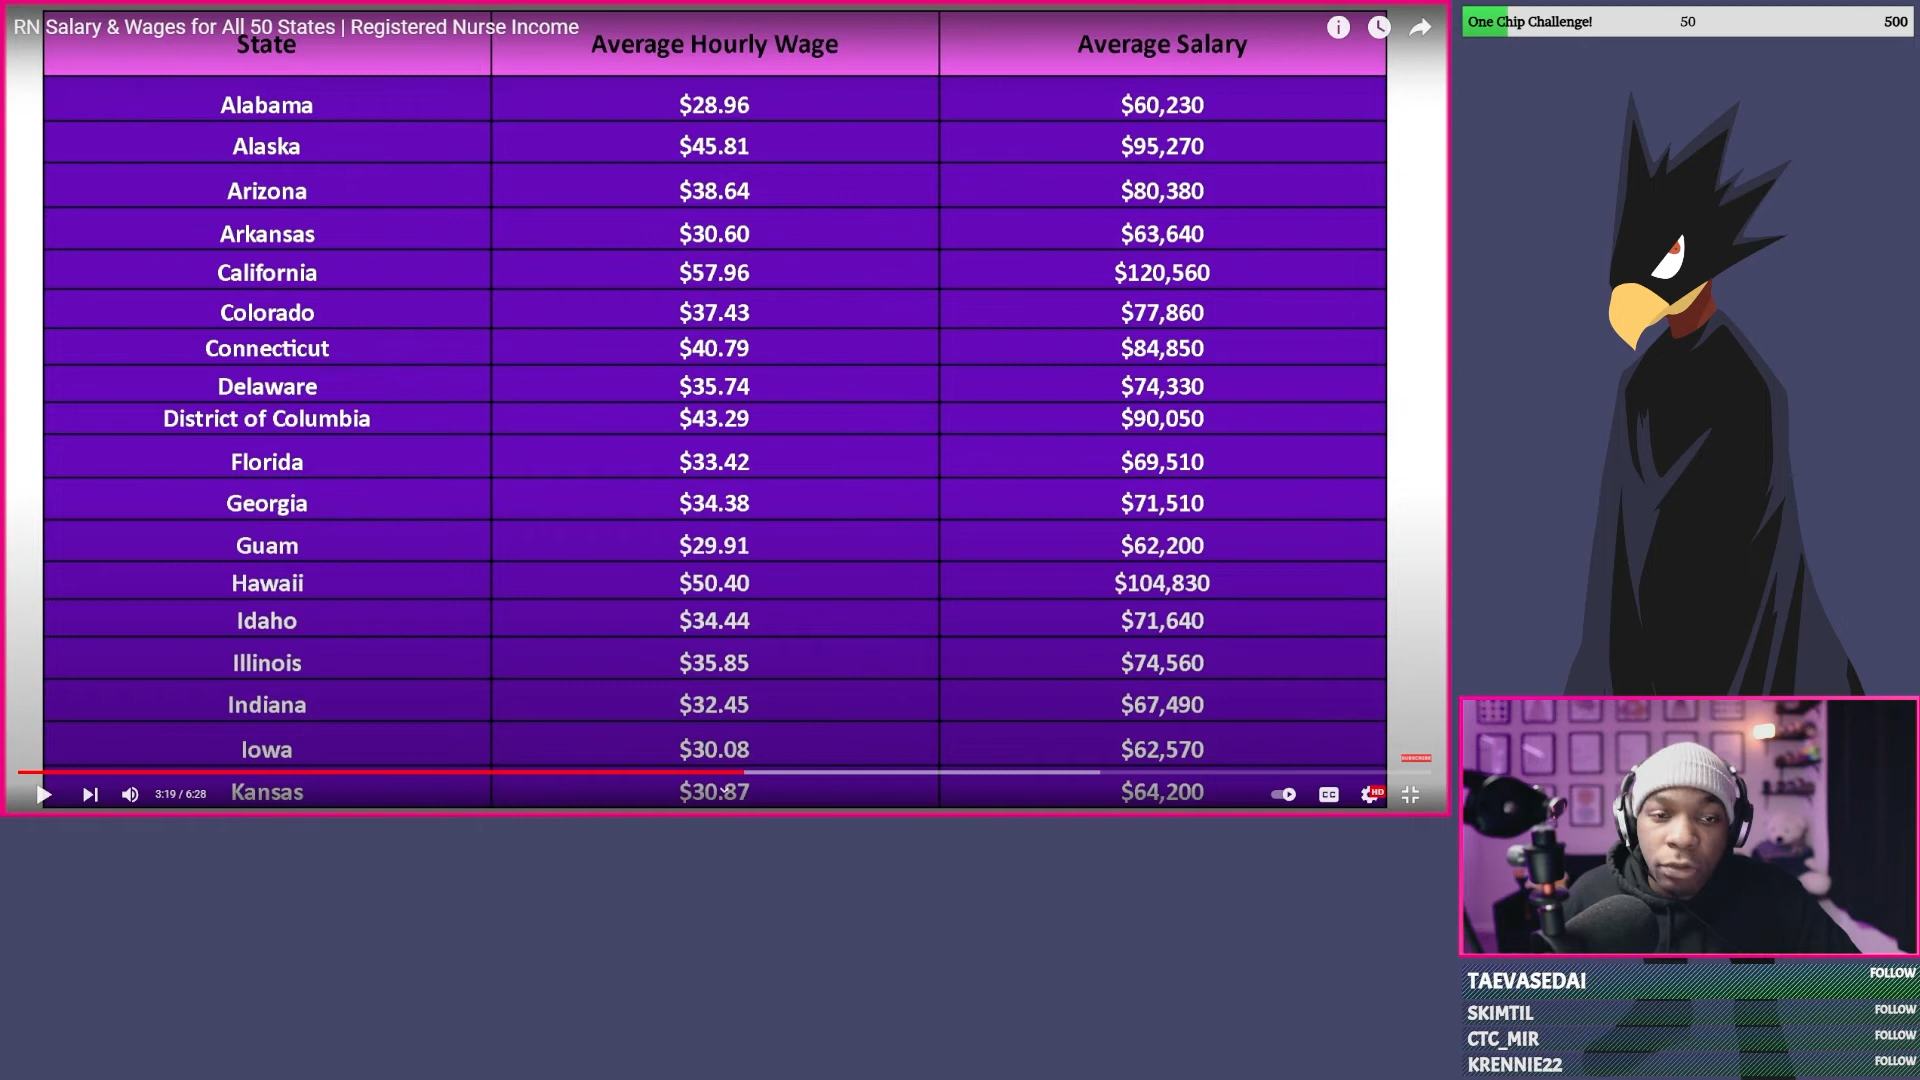 RN Salary & Wages for All 50 States | Registered Nurse Income
State Average Hourly Wage Average Salary
Alabama $28.96 $60,230
Alaska $45.81 $95,270
Arizona $38.64 $80,380
Arkansas $30.60 $63,640
California $57.96 $120,560
Colorado $37.43 $77,860
Connecticut $40.79 $84,850
Delaware $35.74 $74,330
District of Columbia $43.29 $90,050
Florida $33.42 $69,510
Georgia $34.38 $71,510
Guam $29.91 $62,200
Hawaii $50.40 $104,830
Idaho $34.44 $71,640
Illinois $35.85 $74,560
Indiana $32.45 $67,490
Iowa $30.08 $62,570
SUBSCRIBE
Kansas $30.87 $64,200
3:19 / 6:28
CC
HD
One Chip Challenge! 50 500
TAEVASEDAI FOLLOW
SKIMTIL FOLLOW
CTC_MIR FOLLOW
KRENNIE22 FOLLOW